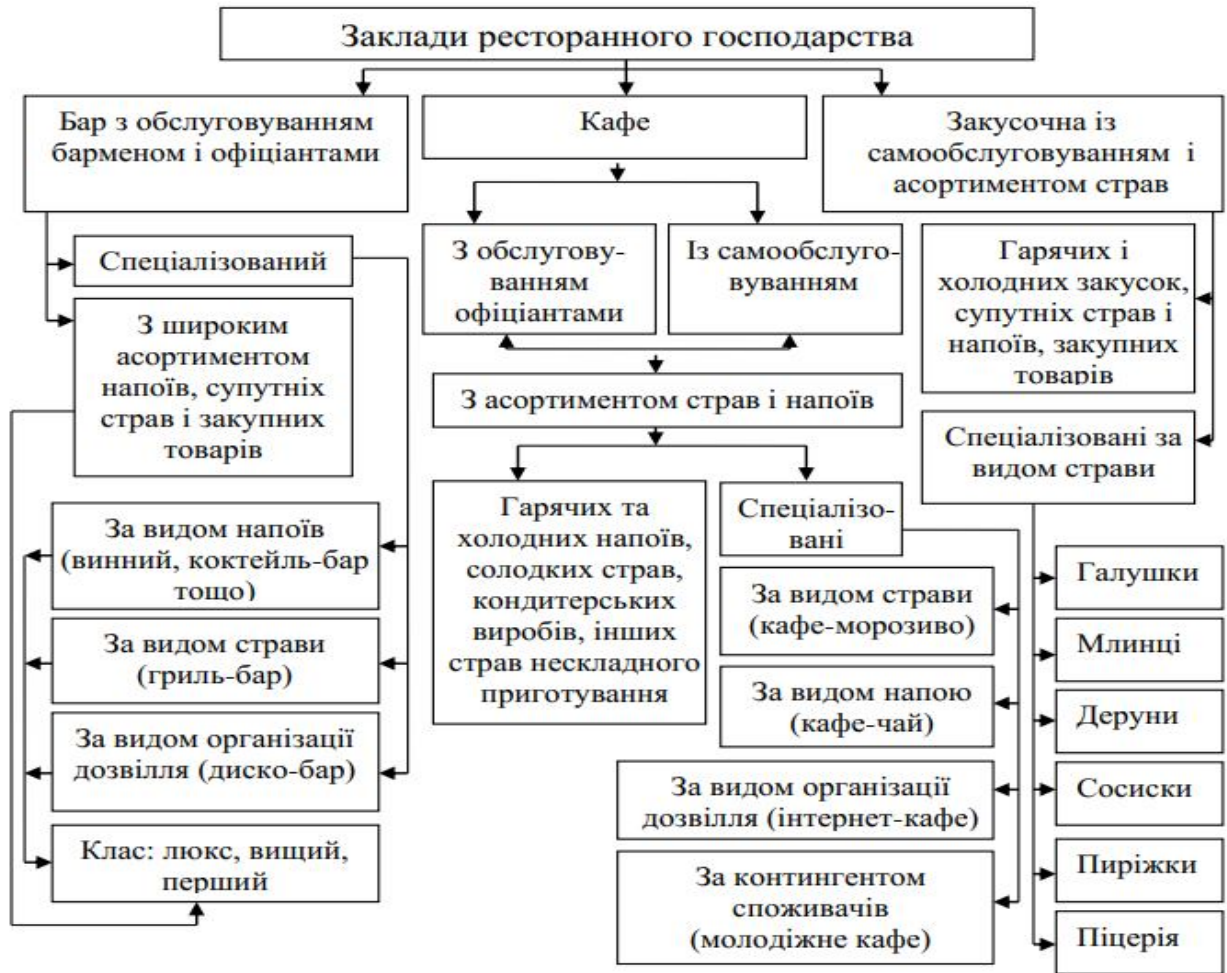 Заклади ресторанного господарства
Бар з обслуговуванням
барменом і офіціантами
Кафе
Закусочна із
самообслуговуванням і
асортиментом страв
Спеціалізований
З широким
асортиментом
напоїв, супутніх
страв і закупних
товарів
З обслугову-
ванням
офіціантами
Із самообслуго-
вуванням
Гарячих і
холодних закусок,
супутніх страв і
напоїв, закупних
товарів
З асортиментом страв і напоїв
Спеціалізовані за
видом страви
Гарячих та
холодних напоїв,
солодких страв,
кондитерських
виробів, інших
страв нескладного
приготування
Спеціалізо-
вані
За видом напоїв
(винний, коктейль-бар
тощо)
За видом страви
(гриль-бар)
За видом організації
дозвілля (диско-бар)
Клас: люкс, вищий,
перший
За видом страви
(кафе-морозиво)
За видом напою
(кафе-чай)
За видом організації
дозвілля (інтернет-кафе)
За контингентом
споживачів
(молодіжне кафе)
Галушки
Млинці
Деруни
Сосиски
Пиріжки
Піцерія